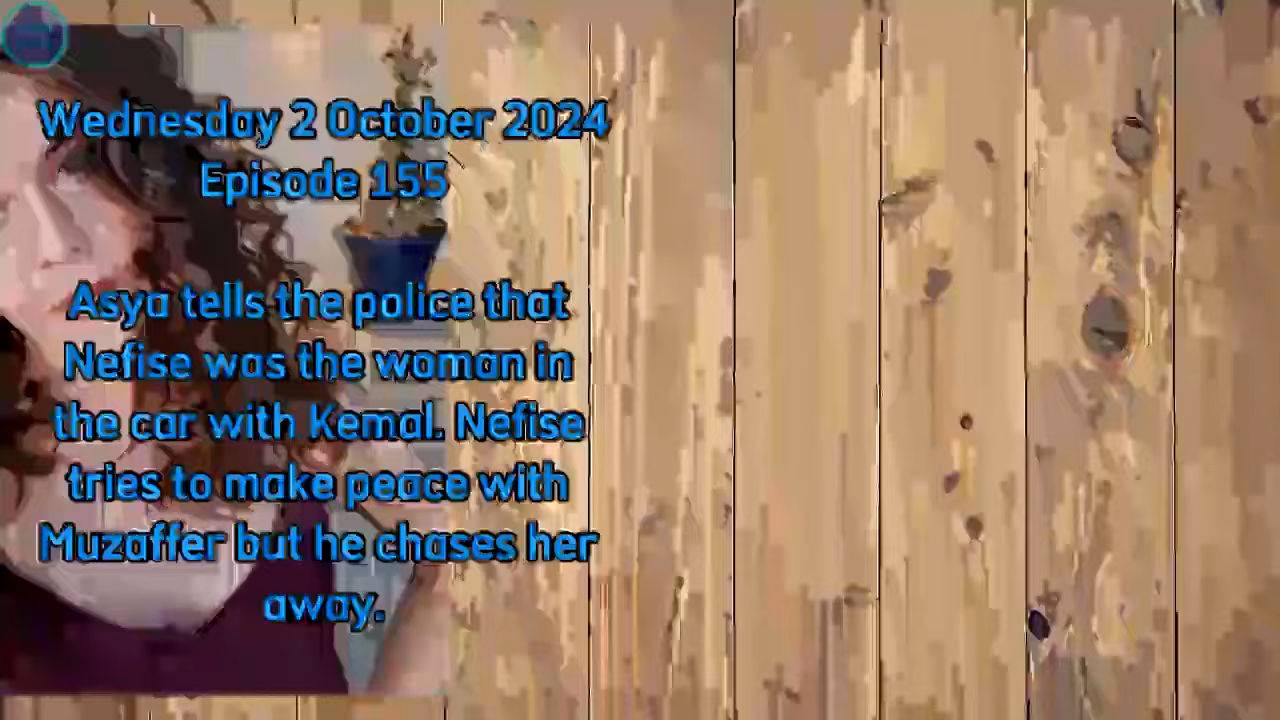 Wednesday 2 October 2024
Episode 155
Asya tells the police that
Nefise was the woman in
the car with Kemal. Nefise
tries to make peace with
Muzaffer but he chases her
away.